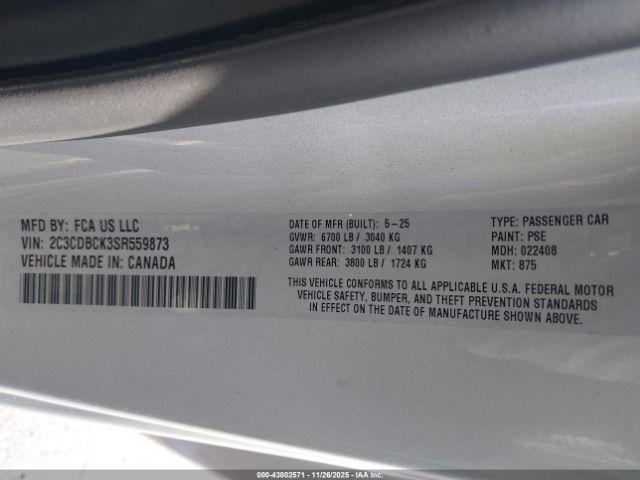 MFD BY: FCA US LLC
VIN: 2C3CDBCK3SR559873
VEHICLE MADE IN: CANADA
DATE OF MFR (BUILT): 5-25
GVWR: 6700 LB / 3040 KG
GAWR FRONT: 3100 LB / 1407 KG
GAWR REAR: 3800 LB / 1724 KG
TYPE: PASSENGER CAR
PAINT: PSE
MDH: 022408
MKT: 875
THIS VEHICLE CONFORMS TO ALL APPLICABLE U.S.A. FEDERAL MOTOR
VEHICLE SAFETY, BUMPER, AND THEFT PREVENTION STANDARDS
IN EFFECT ON THE DATE OF MANUFACTURE SHOWN ABOVE.
000-43802571 | 11/26/2025 | IAA Inc.